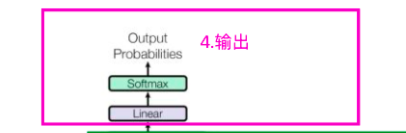 Output
Probabilities
4.输出
Softmax
Linear